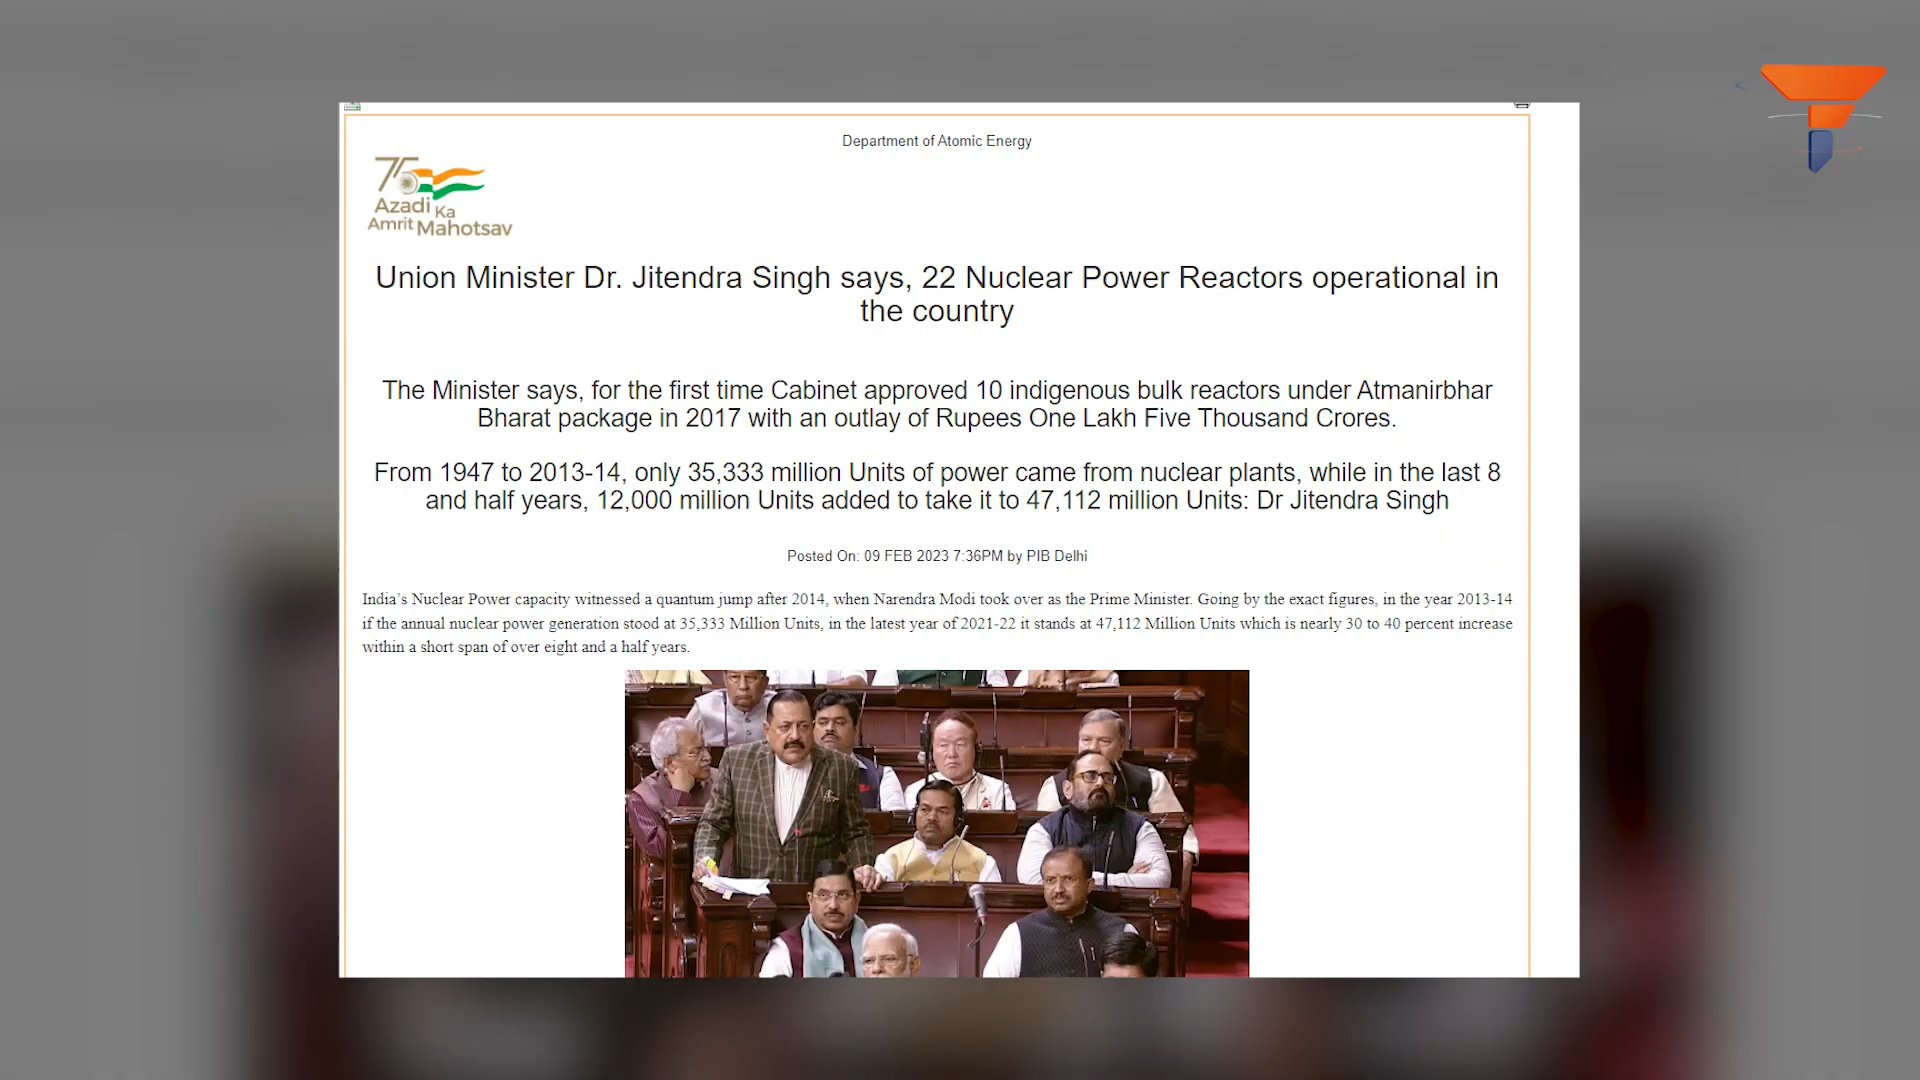 Department of Atomic Energy
75
Azadi Ka
Amrit Mahotsav
Union Minister Dr. Jitendra Singh says, 22 Nuclear Power Reactors operational in
the country
The Minister says, for the first time Cabinet approved 10 indigenous bulk reactors under Atmanirbhar
Bharat package in 2017 with an outlay of Rupees One Lakh Five Thousand Crores.
From 1947 to 2013-14, only 35,333 million Units of power came from nuclear plants, while in the last 8
and half years, 12,000 million Units added to take it to 47,112 million Units: Dr Jitendra Singh
Posted On: 09 FEB 2023 7:36PM by PIB Delhi
India’s Nuclear Power capacity witnessed a quantum jump after 2014, when Narendra Modi took over as the Prime Minister. Going by the exact figures, in the year 2013-14
if the annual nuclear power generation stood at 35,333 Million Units, in the latest year of 2021-22 it stands at 47,112 Million Units which is nearly 30 to 40 percent increase
within a short span of over eight and a half years.